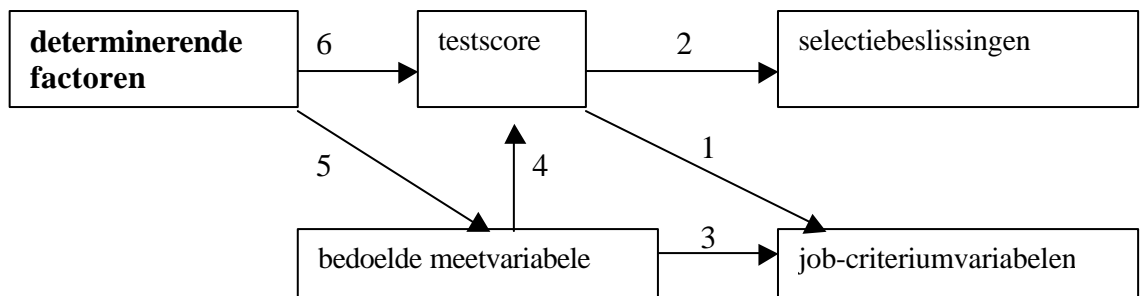 determinerende
factoren
6
testscore
2
selectiebeslissingen
5
4
1
bedoelde meetvariabele
3
job-criteriumvariabelen